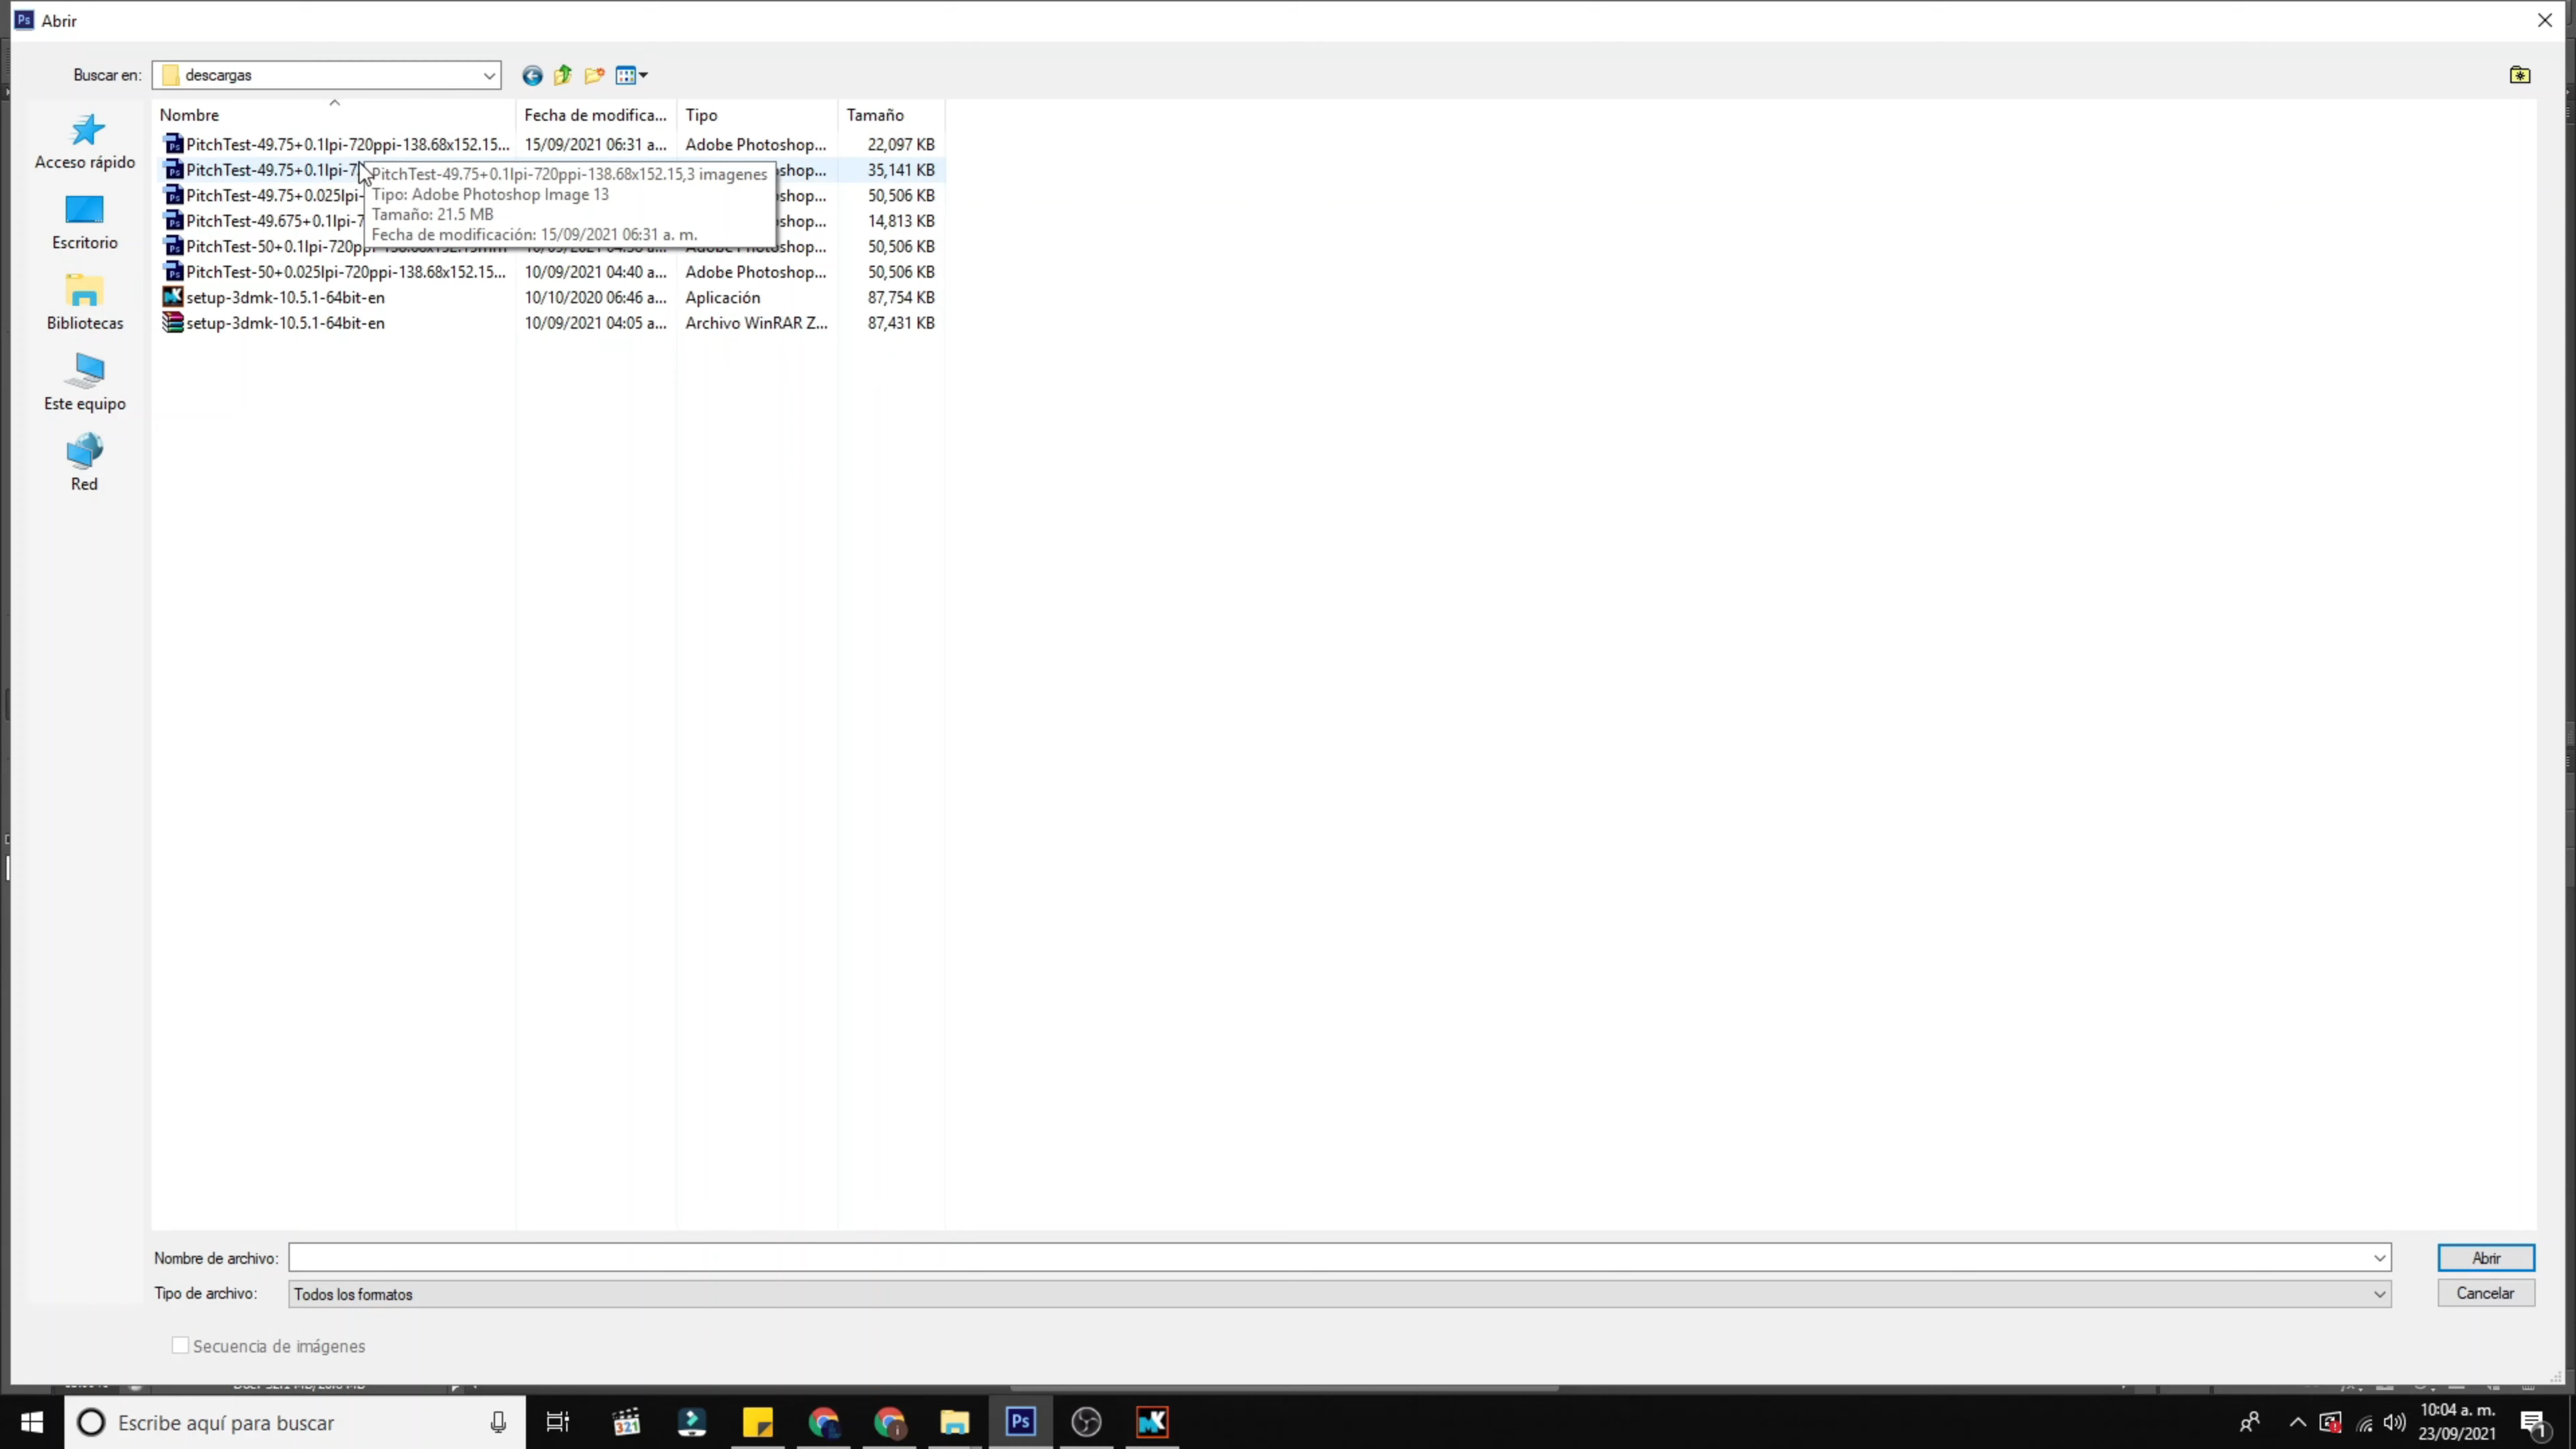 Abrir
Buscar en: descargas
Nombre Fecha de modifica... Tipo Tamaño
PitchTest-49.75+0.1lpi-720ppi-138.68x152.15... 15/09/2021 06:31 a... Adobe Photoshop... 22,097 KB
PitchTest-49.75+0.1lpi-7 shop... 35,141 KB
PitchTest-49.75+0.025lpi- shop... 50,506 KB
PitchTest-49.675+0.1lpi-7 shop... 14,813 KB
PitchTest-50+0.1lpi-720ppi-138.68x152.15mm Adobe Photoshop... 50,506 KB
PitchTest-50+0.025lpi-720ppi-138.68x152.15... 10/09/2021 04:40 a... Adobe Photoshop... 50,506 KB
setup-3dmk-10.5.1-64bit-en 10/10/2020 06:46 a... Aplicación 87,754 KB
setup-3dmk-10.5.1-64bit-en 10/09/2021 04:05 a... Archivo WinRAR Z... 87,431 KB
PitchTest-49.75+0.1lpi-720ppi-138.68x152.15,3 imagenes
Tipo: Adobe Photoshop Image 13
Tamaño: 21.5 MB
Fecha de modificación: 15/09/2021 06:31 a. m.
Acceso rápido
Escritorio
Bibliotecas
Este equipo
Red
Nombre de archivo:
Abrir
Tipo de archivo: Todos los formatos
Cancelar
Secuencia de imágenes
Escribe aquí para buscar
321
Ps
10:04 a. m.
23/09/2021
1